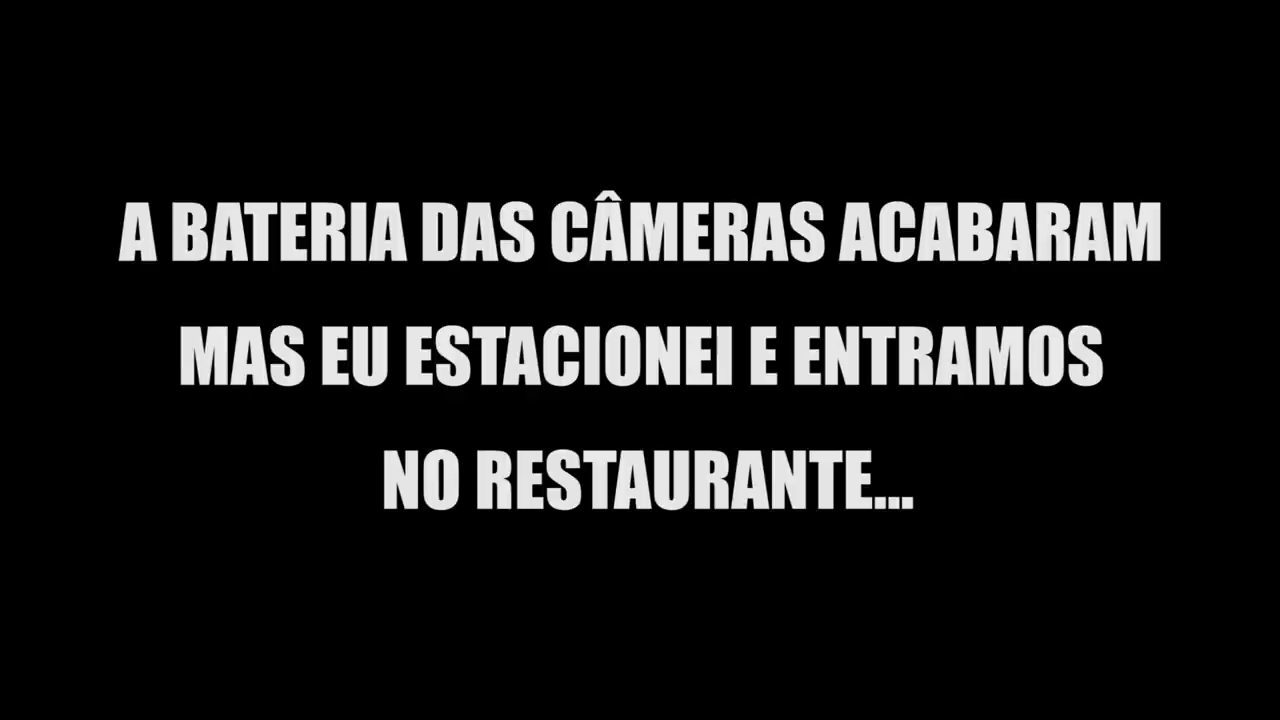 A BATERIA DAS CÂMERAS ACABARAM
MAS EU ESTACIONEI E ENTRAMOS
NO RESTAURANTE...